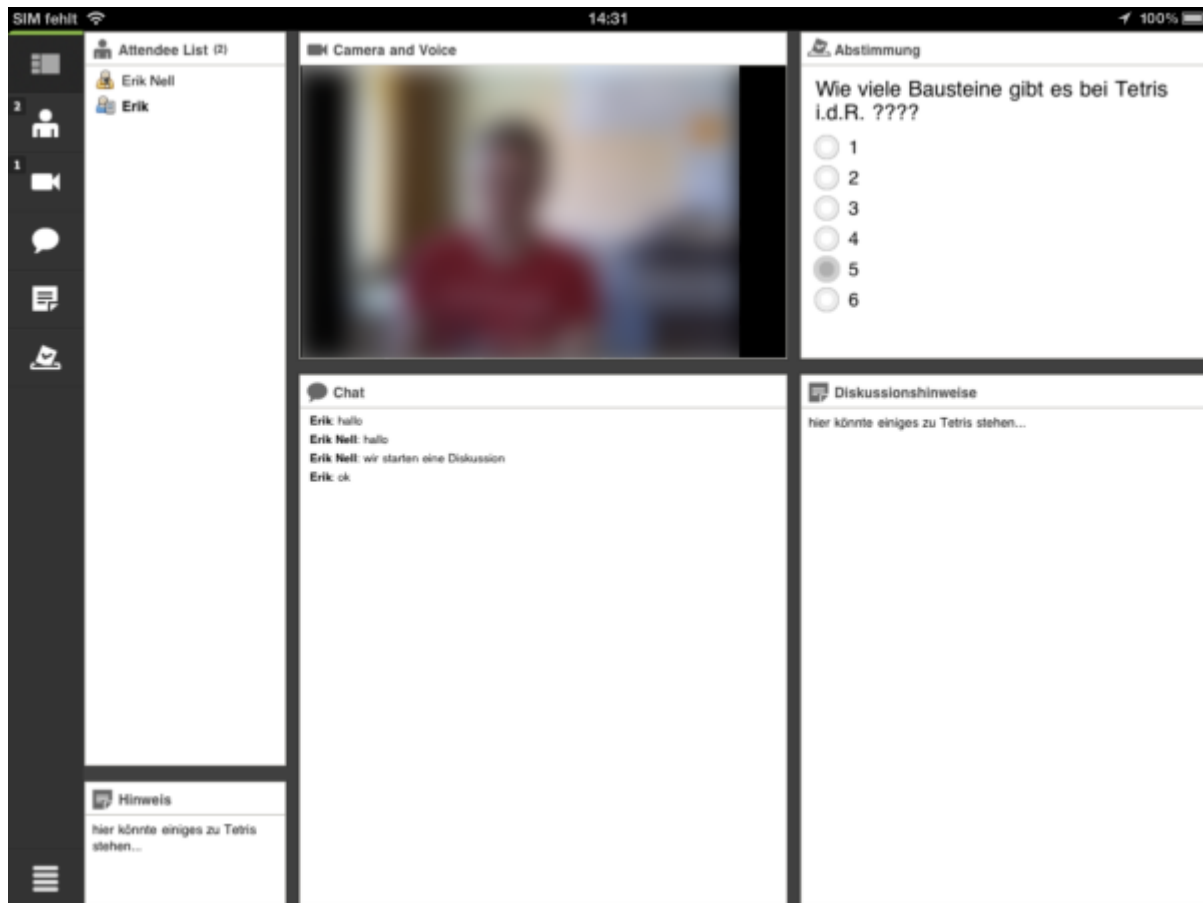 SIM fehlt
14:31
100%
2
1
Attendee List (2)
Erik Nell
Erik
Camera and Voice
Abstimmung
Wie viele Bausteine gibt es bei Tetris
i.d.R. ????
1
2
3
4
5
6
Chat
Erik: hallo
Erik Nell: hallo
Erik Nell: wir starten eine Diskussion
Erik: ok
Diskussionshinweise
hier könnte einiges zu Tetris stehen...
Hinweis
hier könnte einiges zu Tetris
stehen...